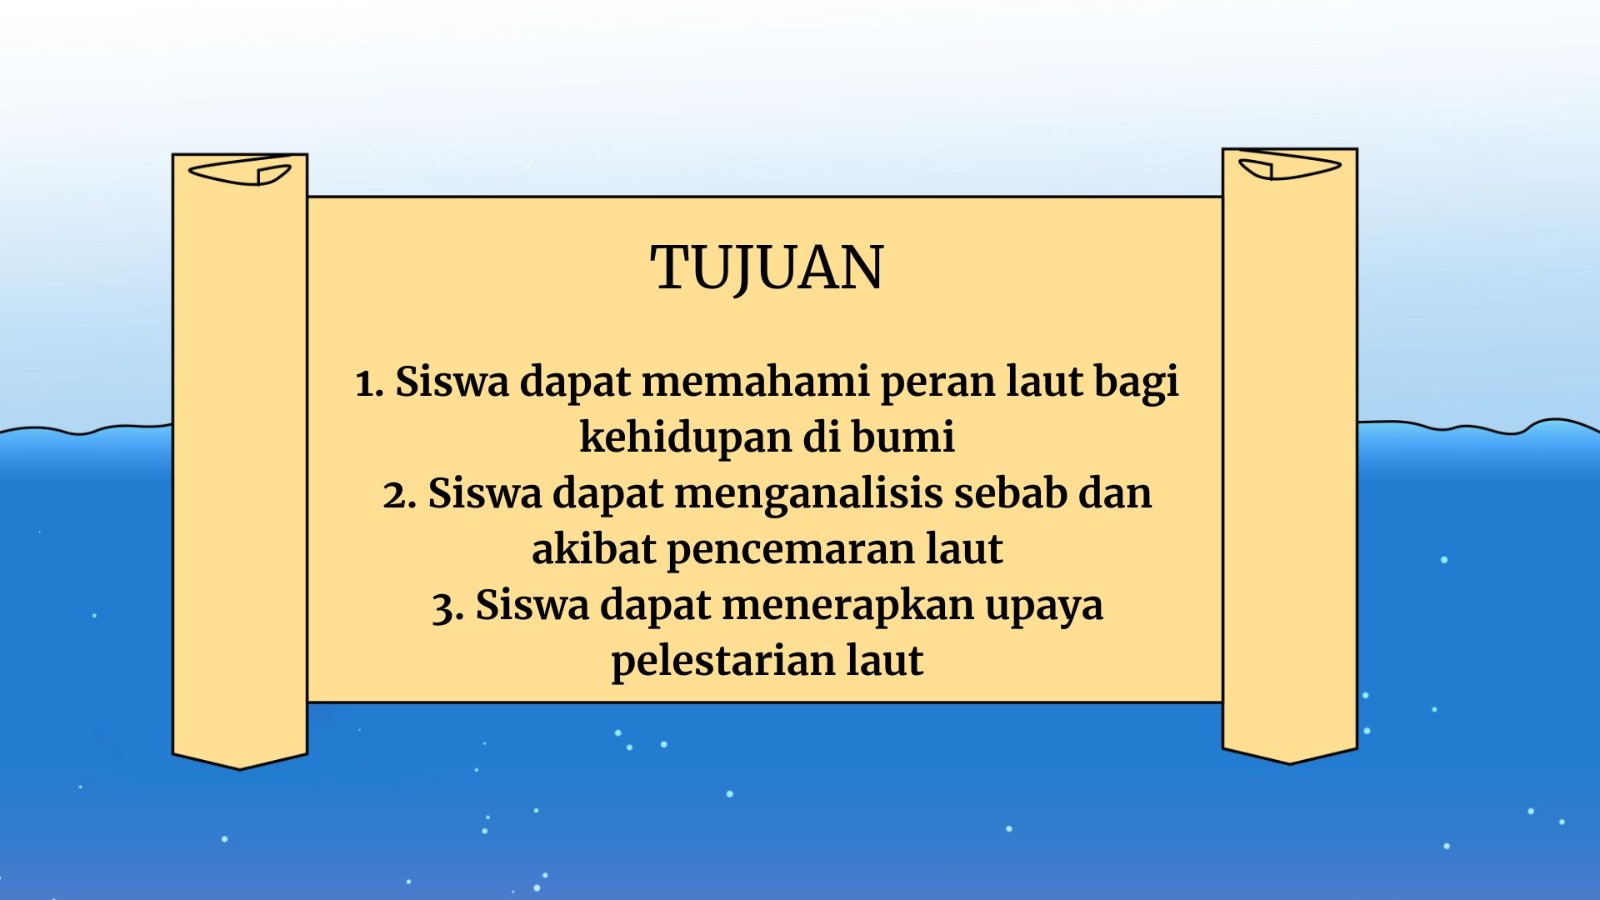 TUJUAN
1. Siswa dapat memahami peran laut bagi
kehidupan di bumi
2. Siswa dapat menganalisis sebab dan
akibat pencemaran laut
3. Siswa dapat menerapkan upaya
pelestarian laut